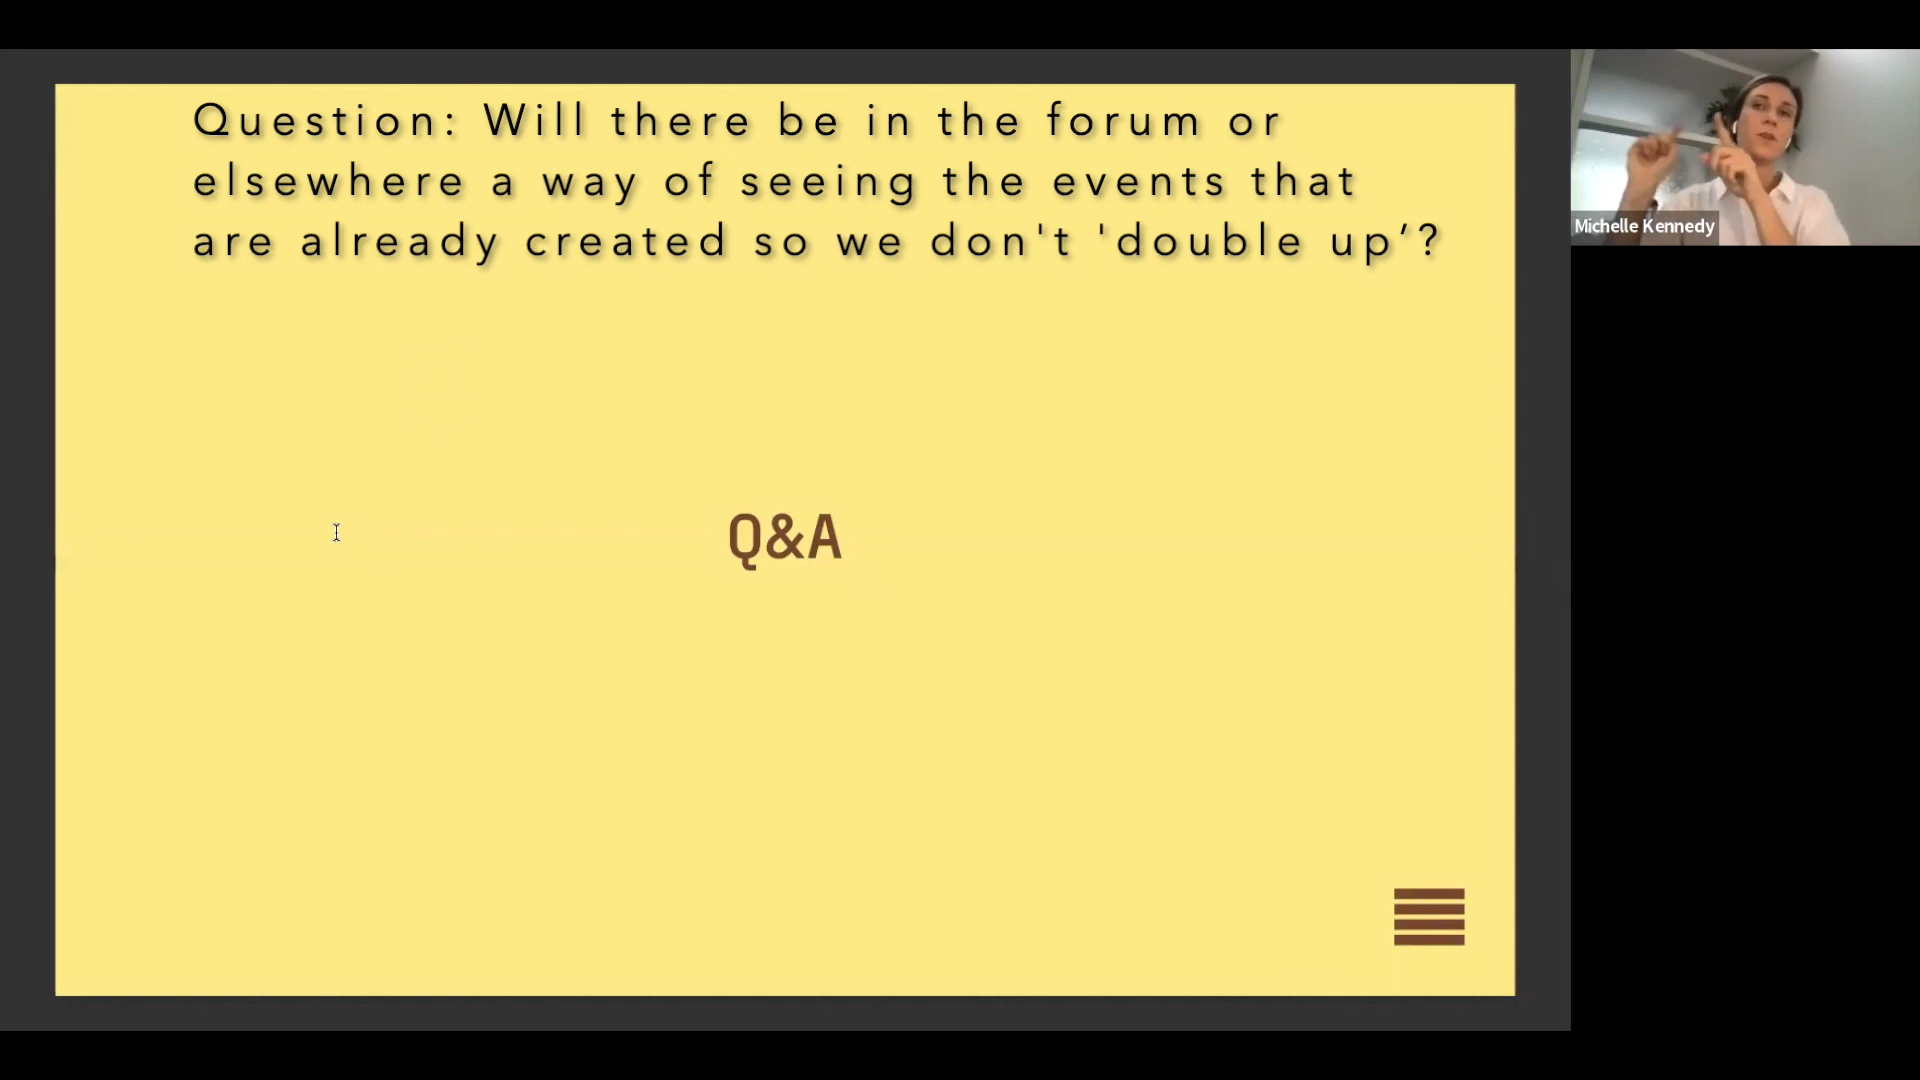 Question: Will there be in the forum or
elsewhere a way of seeing the events that
are already created so we don't 'double up’?
Michelle Kennedy
Q&A